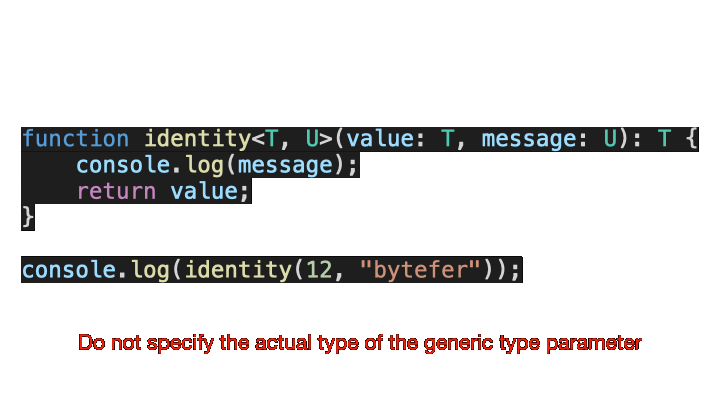 function identity<T, U>(value: T, message: U): T {
    console.log(message);
    return value;
}
console.log(identity(12, "bytefer"));
Do not specify the actual type of the generic type parameter